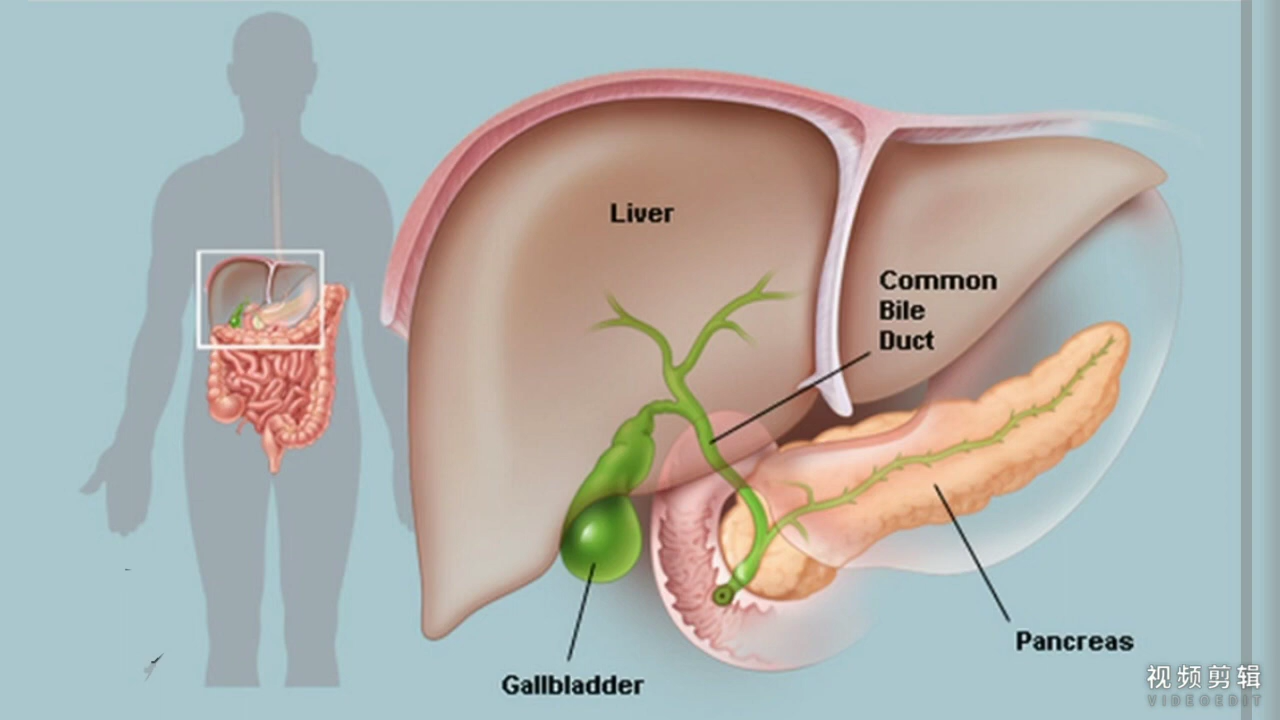 Liver
Common
Bile
Duct
Pancreas
Gallbladder
视频剪辑
VIDEOEDIT